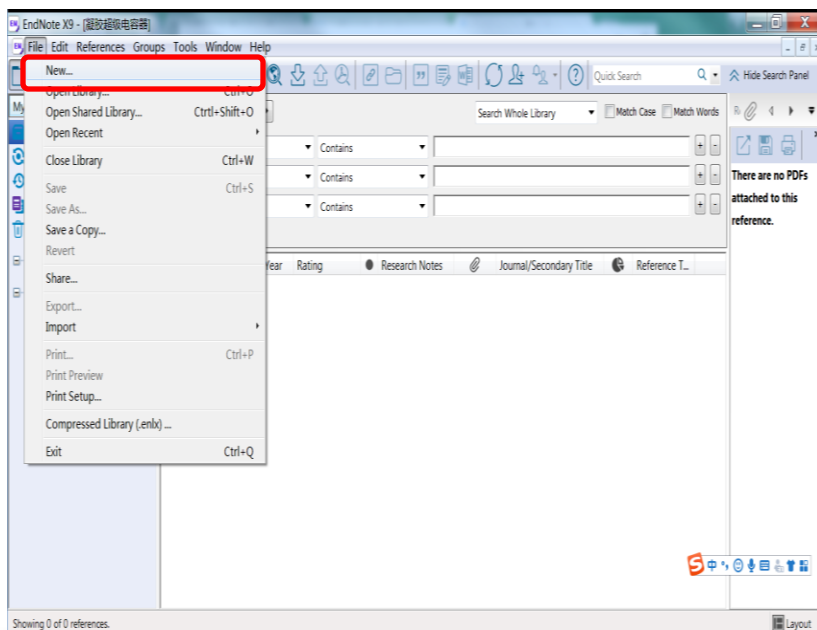 EndNote X9 - [凝胶超级电容器]
File Edit References Groups Tools Window Help
New...
Quick Search
Hide Search Panel
Open Library... Ctrl+O
My
Search Whole Library Match Case Match Words
Open Shared Library... Ctrtl+Shift+O
Open Recent
Contains
Close Library Ctrl+W
Contains
There are no PDFs
attached to this
reference.
Save Ctrl+S
Save As...
Contains
Save a Copy...
Revert
Year Rating Research Notes Journal/Secondary Title Reference T...
Share...
Export...
Import
Print... Ctrl+P
Print Preview
Print Setup...
Compressed Library (.enlx) ...
Exit Ctrl+Q
中
Showing 0 of 0 references.
Layout